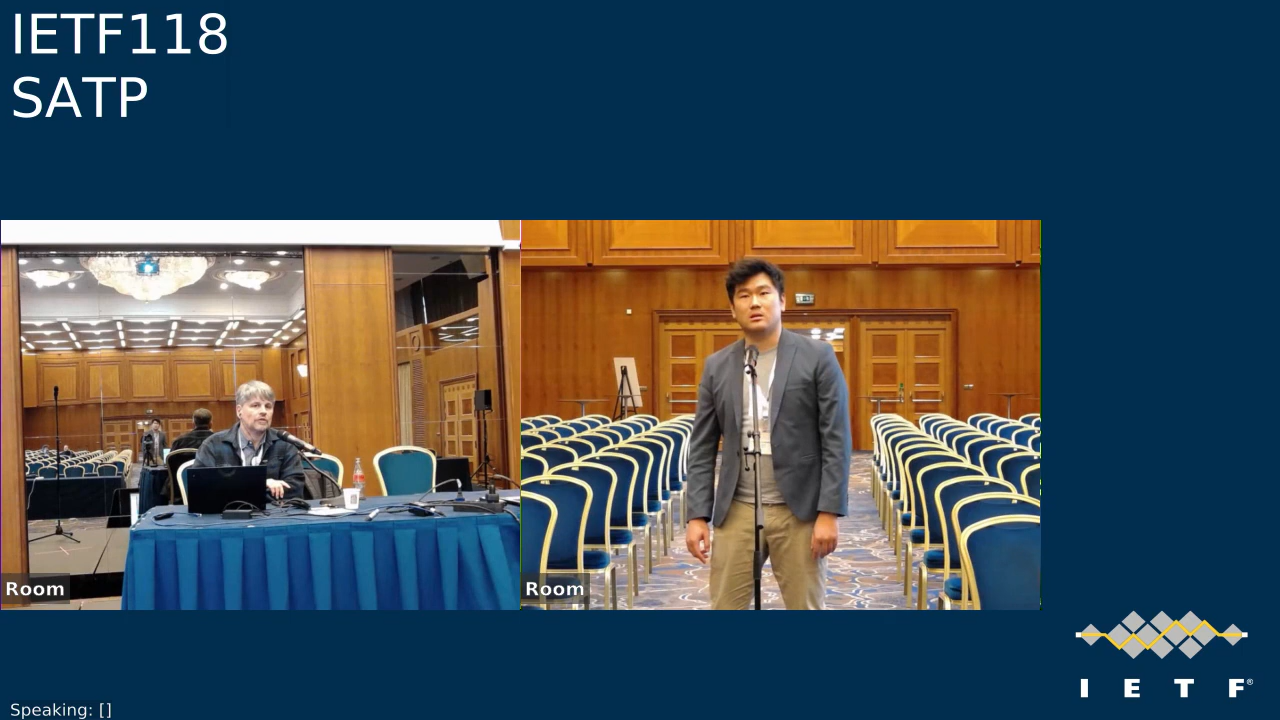 IETF118
SATP
Room
Room
I E T F®
Speaking: []